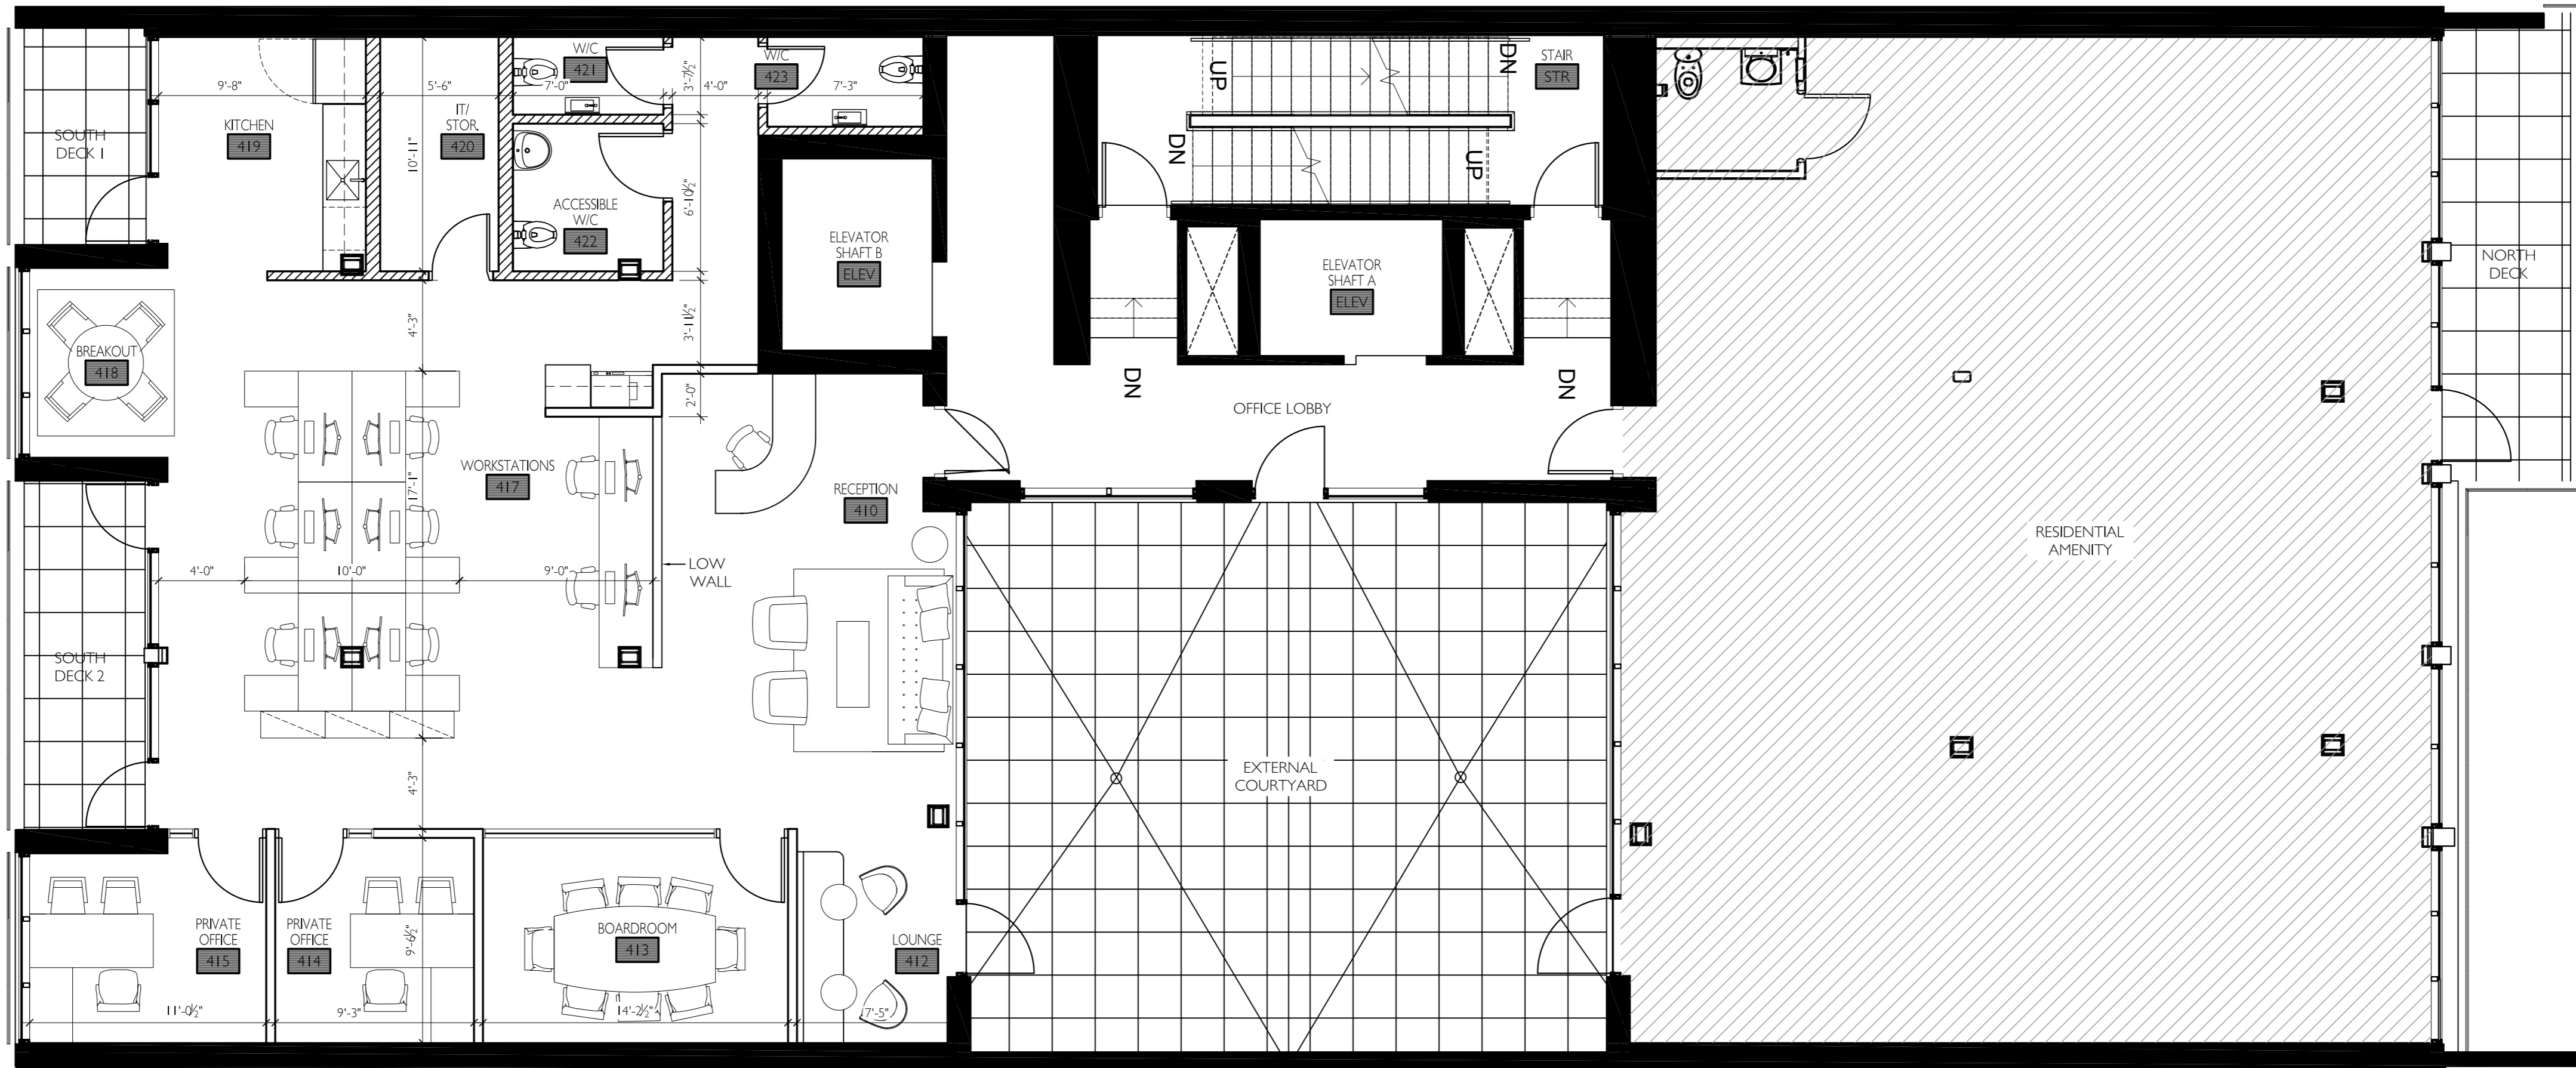 W/C
421
W/C
423
STAIR
STR
UP
DN
3'-7½"
9'-8"
5'-6"
7'-0"
4'-0"
7'-3"
SOUTH
DECK 1
KITCHEN
419
IT/
STOR.
420
10'-11"
DN
UP
ACCESSIBLE
W/C
422
6'-10½"
ELEVATOR
SHAFT B
ELEV
ELEVATOR
SHAFT A
ELEV
NORTH
DECK
BREAKOUT
418
4'-3"
3'-11½"
2'-0"
DN
DN
OFFICE LOBBY
WORKSTATIONS
417
17'-1"
RECEPTION
410
RESIDENTIAL
AMENITY
4'-0"
10'-0"
9'-0"
LOW
WALL
SOUTH
DECK 2
4'-3"
EXTERNAL
COURTYARD
PRIVATE
OFFICE
415
PRIVATE
OFFICE
414
9'-6½"
BOARDROOM
413
LOUNGE
412
11'-0½"
9'-3"
14'-2½"
7'-5"